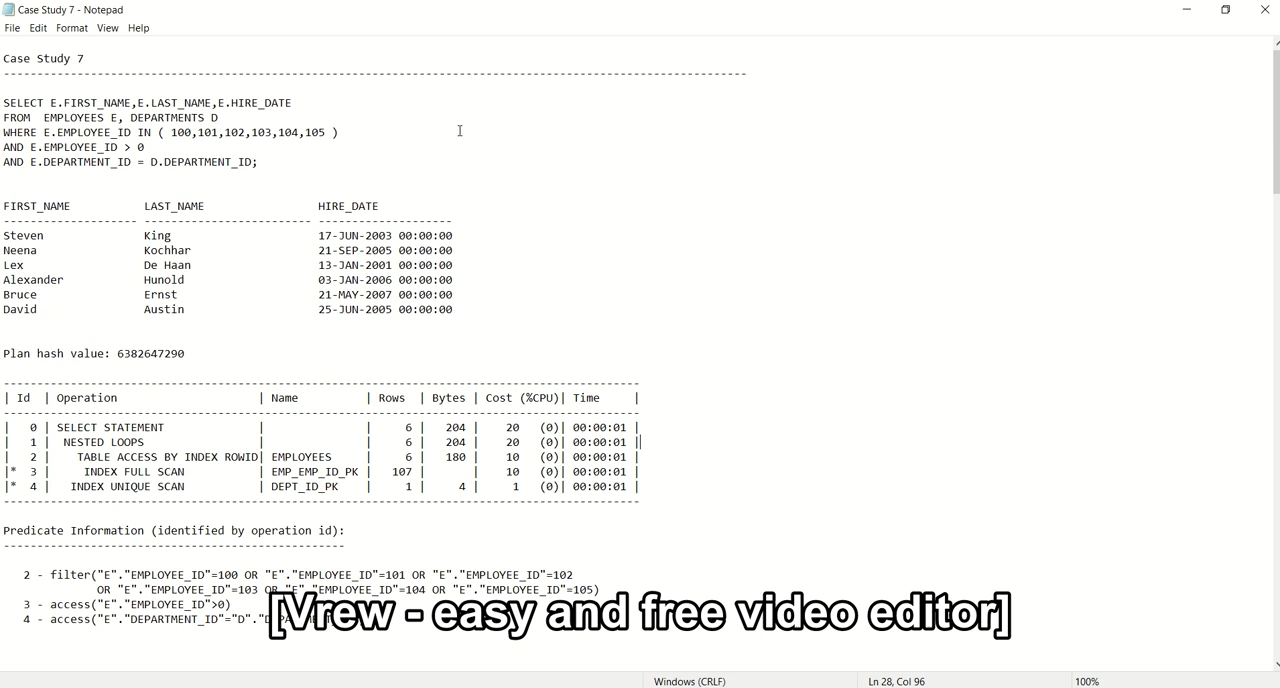 Case Study 7 - Notepad
File Edit Format View Help
Case Study 7
---------------------------------------------------------------------------------------------------------------
SELECT E.FIRST_NAME,E.LAST_NAME,E.HIRE_DATE
FROM  EMPLOYEES E, DEPARTMENTS D
WHERE E.EMPLOYEE_ID IN ( 100,101,102,103,104,105 )
AND E.EMPLOYEE_ID > 0
AND E.DEPARTMENT_ID = D.DEPARTMENT_ID;
FIRST_NAME           LAST_NAME                 HIRE_DATE
-------------------- ------------------------- --------------------
Steven               King                      17-JUN-2003 00:00:00
Neena                Kochhar                   21-SEP-2005 00:00:00
Lex                  De Haan                   13-JAN-2001 00:00:00
Alexander            Hunold                    03-JAN-2006 00:00:00
Bruce                Ernst                     21-MAY-2007 00:00:00
David                Austin                    25-JUN-2005 00:00:00
Plan hash value: 6382647290
-----------------------------------------------------------------------------------------------
| Id  | Operation                     | Name          | Rows  | Bytes | Cost (%CPU)| Time     |
-----------------------------------------------------------------------------------------------
|   0 | SELECT STATEMENT              |               |     6 |   204 |    20   (0)| 00:00:01 |
|   1 |  NESTED LOOPS                 |               |     6 |   204 |    20   (0)| 00:00:01 |
|   2 |    TABLE ACCESS BY INDEX ROWID| EMPLOYEES     |     6 |   180 |    10   (0)| 00:00:01 |
|*  3 |     INDEX FULL SCAN           | EMP_EMP_ID_PK |   107 |       |    10   (0)| 00:00:01 |
|*  4 |   INDEX UNIQUE SCAN           | DEPT_ID_PK    |     1 |     4 |     1   (0)| 00:00:01 |
-----------------------------------------------------------------------------------------------
Predicate Information (identified by operation id):
---------------------------------------------------
2 - filter("E"."EMPLOYEE_ID"=100 OR "E"."EMPLOYEE_ID"=101 OR "E"."EMPLOYEE_ID"=102
OR "E"."EMPLOYEE_ID"=103 OR "E"."EMPLOYEE_ID"=104 OR "E"."EMPLOYEE_ID"=105)
3 - access("E"."EMPLOYEE_ID">0)
4 - access("E"."DEPARTMENT_ID"="D"."
[Vrew - easy and free video editor]
Windows (CRLF) Ln 28, Col 96 100%